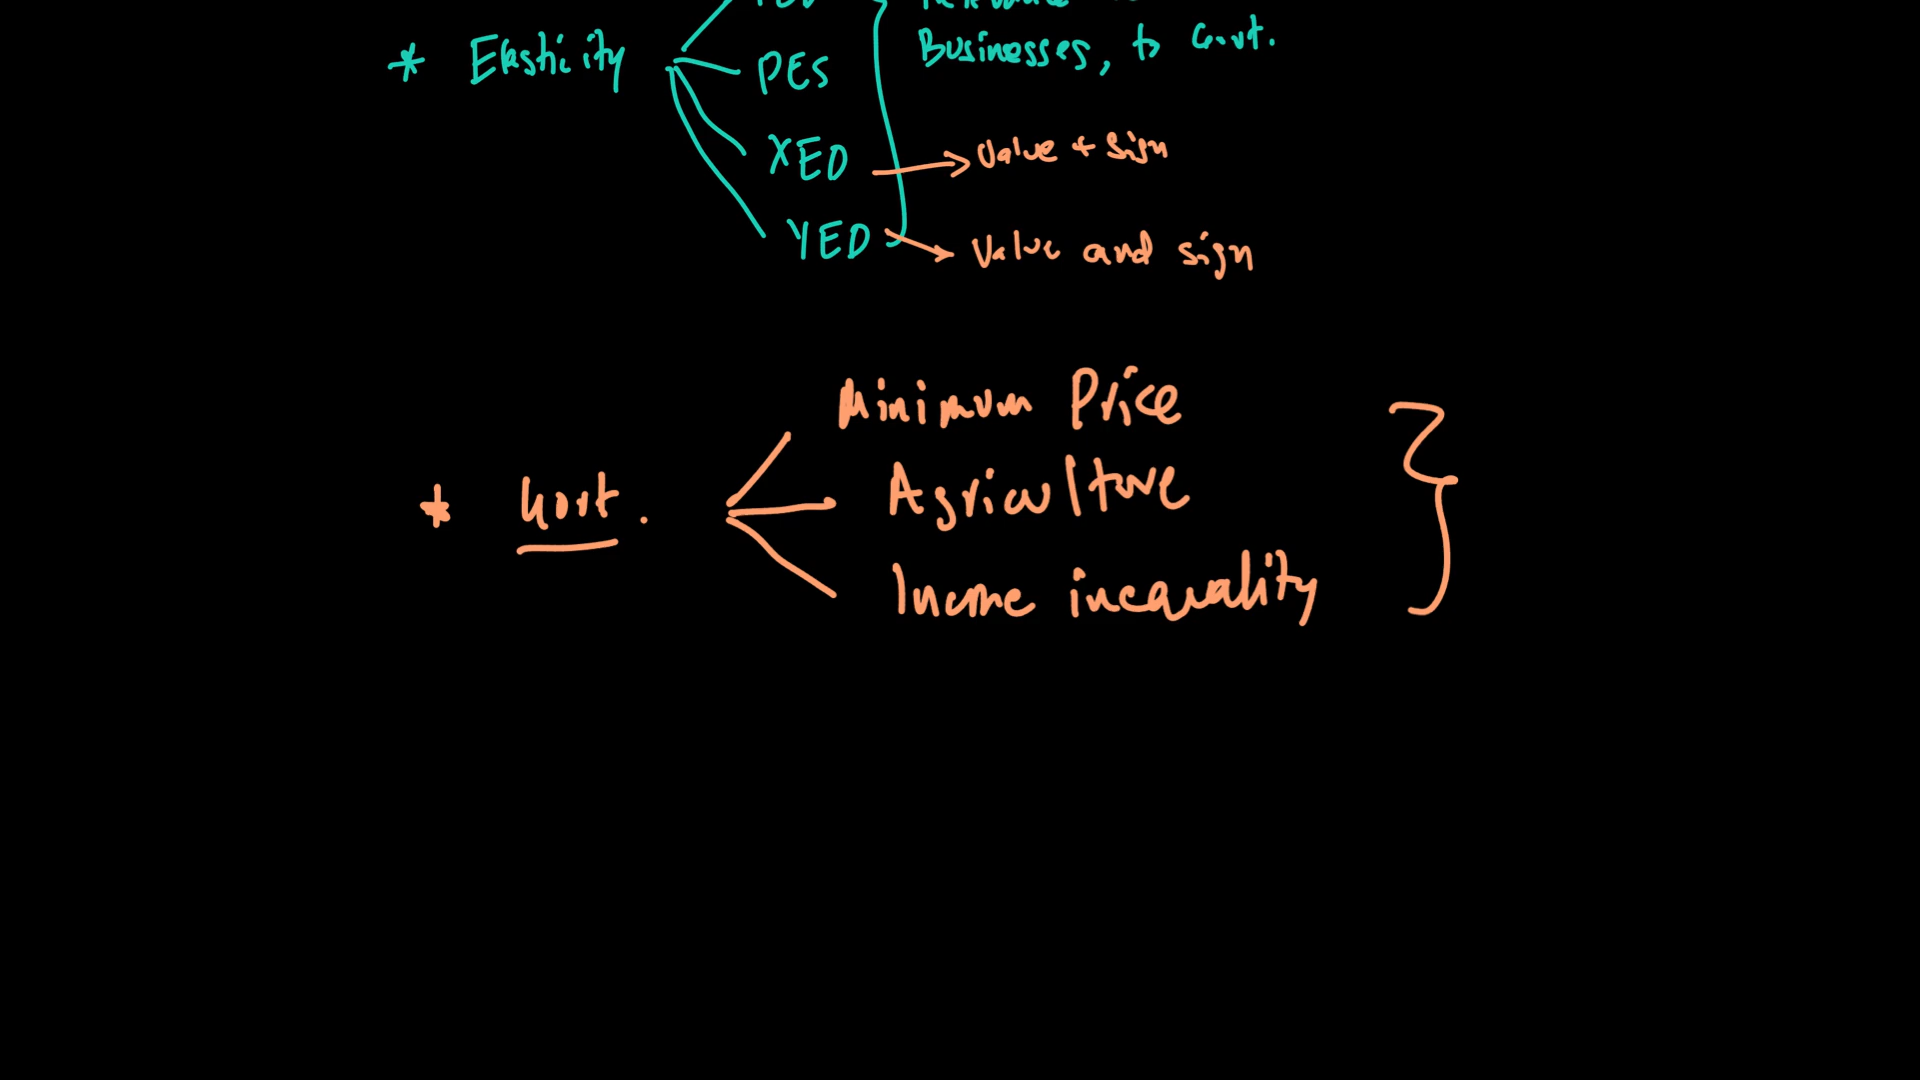 * Elasticity
PES
XED → Value + Sign
YED → Value and sign
Businesses, to Govt.
* Govt.
Minimum Price
Agriculture
Income inequality